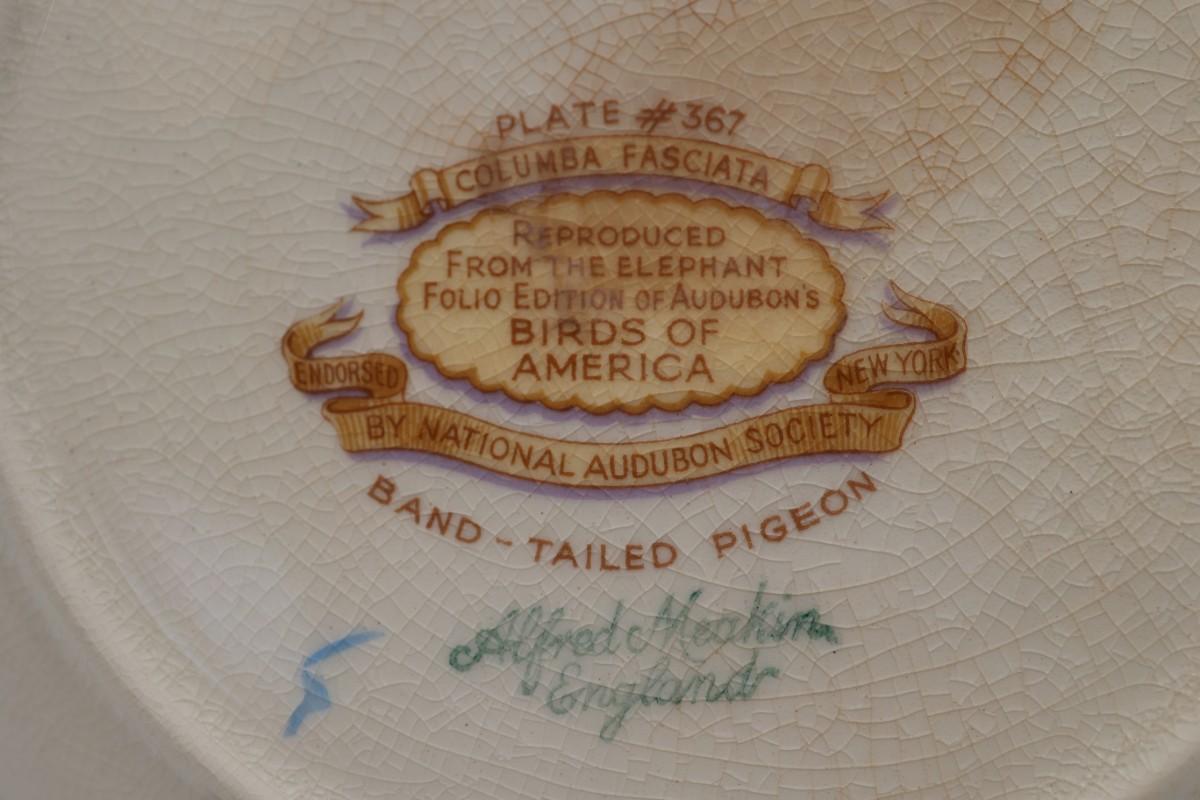 PLATE #367
COLUMBA FASCIATA
REPRODUCED
FROM THE ELEPHANT
FOLIO EDITION OF AUDUBON'S
BIRDS OF
AMERICA
ENDORSED
BY NATIONAL AUDUBON SOCIETY
NEW YORK
BAND-TAILED PIGEON
Alfred Meakin
England